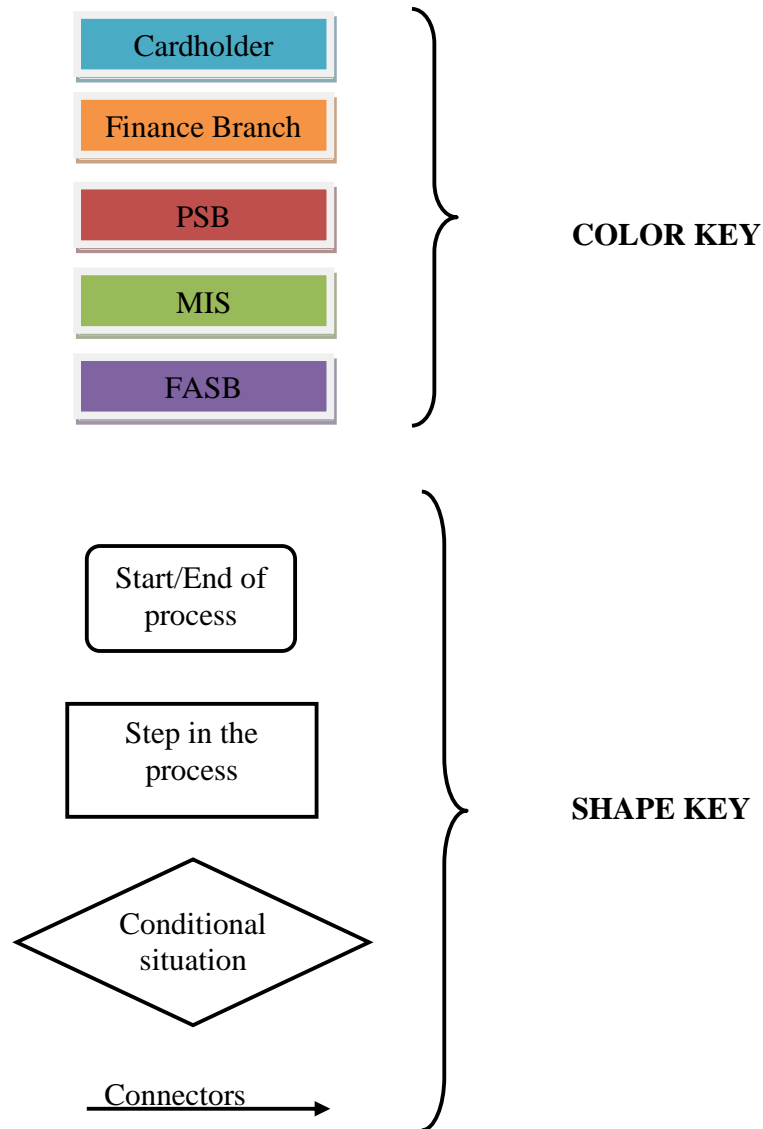 Cardholder
Finance Branch
PSB
MIS
FASB
COLOR KEY
Start/End of
process
Step in the
process
Conditional
situation
Connectors
SHAPE KEY